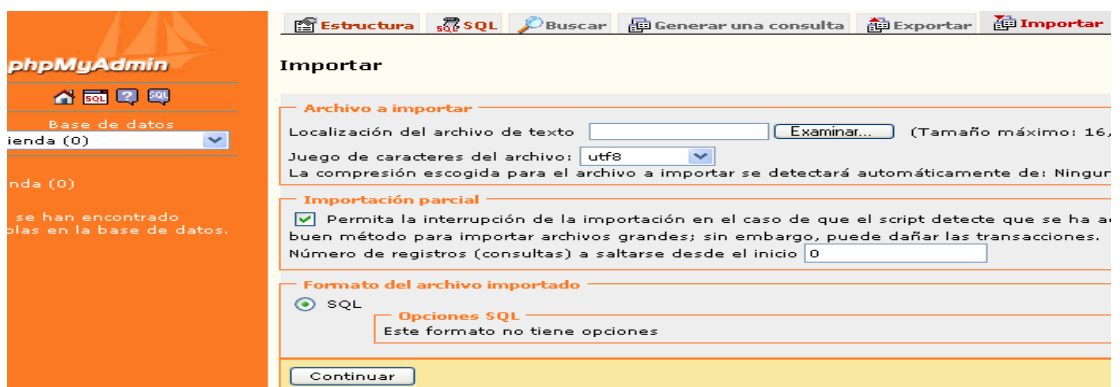 Estructura SQL Buscar Generar una consulta Exportar Importar
phpMyAdmin
Importar
SQL ? SQL
Archivo a importar
Base de datos
ienda (0)
Localización del archivo de texto Examinar... (Tamaño máximo: 16,
Juego de caracteres del archivo: utf8
La compresión escogida para el archivo a importar se detectará automáticamente de: Ningun
nda (0)
Importación parcial
se han encontrado
blas en la base de datos.
Permita la interrupción de la importación en el caso de que el script detecte que se ha a
buen método para importar archivos grandes; sin embargo, puede dañar las transacciones.
Número de registros (consultas) a saltarse desde el inicio 0
Formato del archivo importado
SQL
Opciones SQL
Este formato no tiene opciones
Continuar